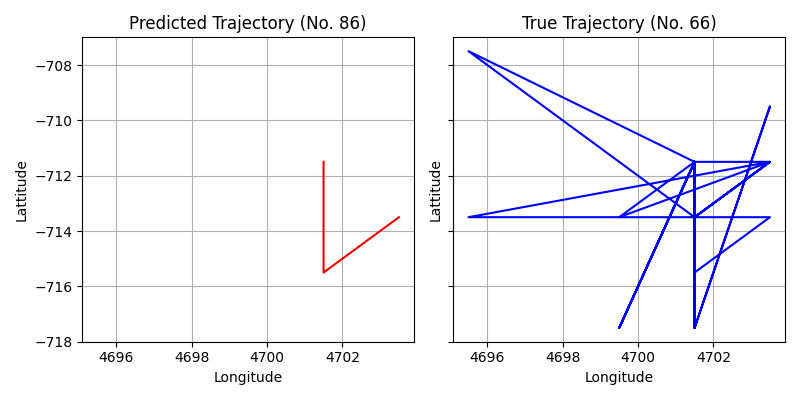 Predicted Trajectory (No. 86)
True Trajectory (No. 66)
Lattitude
−708
−710
−712
−714
−716
−718
4696
4698
4700
4702
Longitude
Lattitude
4696
4698
4700
4702
Longitude